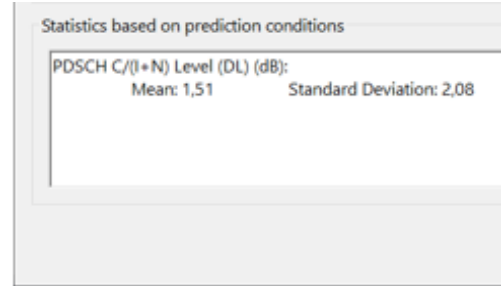 Statistics based on prediction conditions
PDSCH C/(I+N) Level (DL) (dB):
Mean: 1,51 Standard Deviation: 2,08